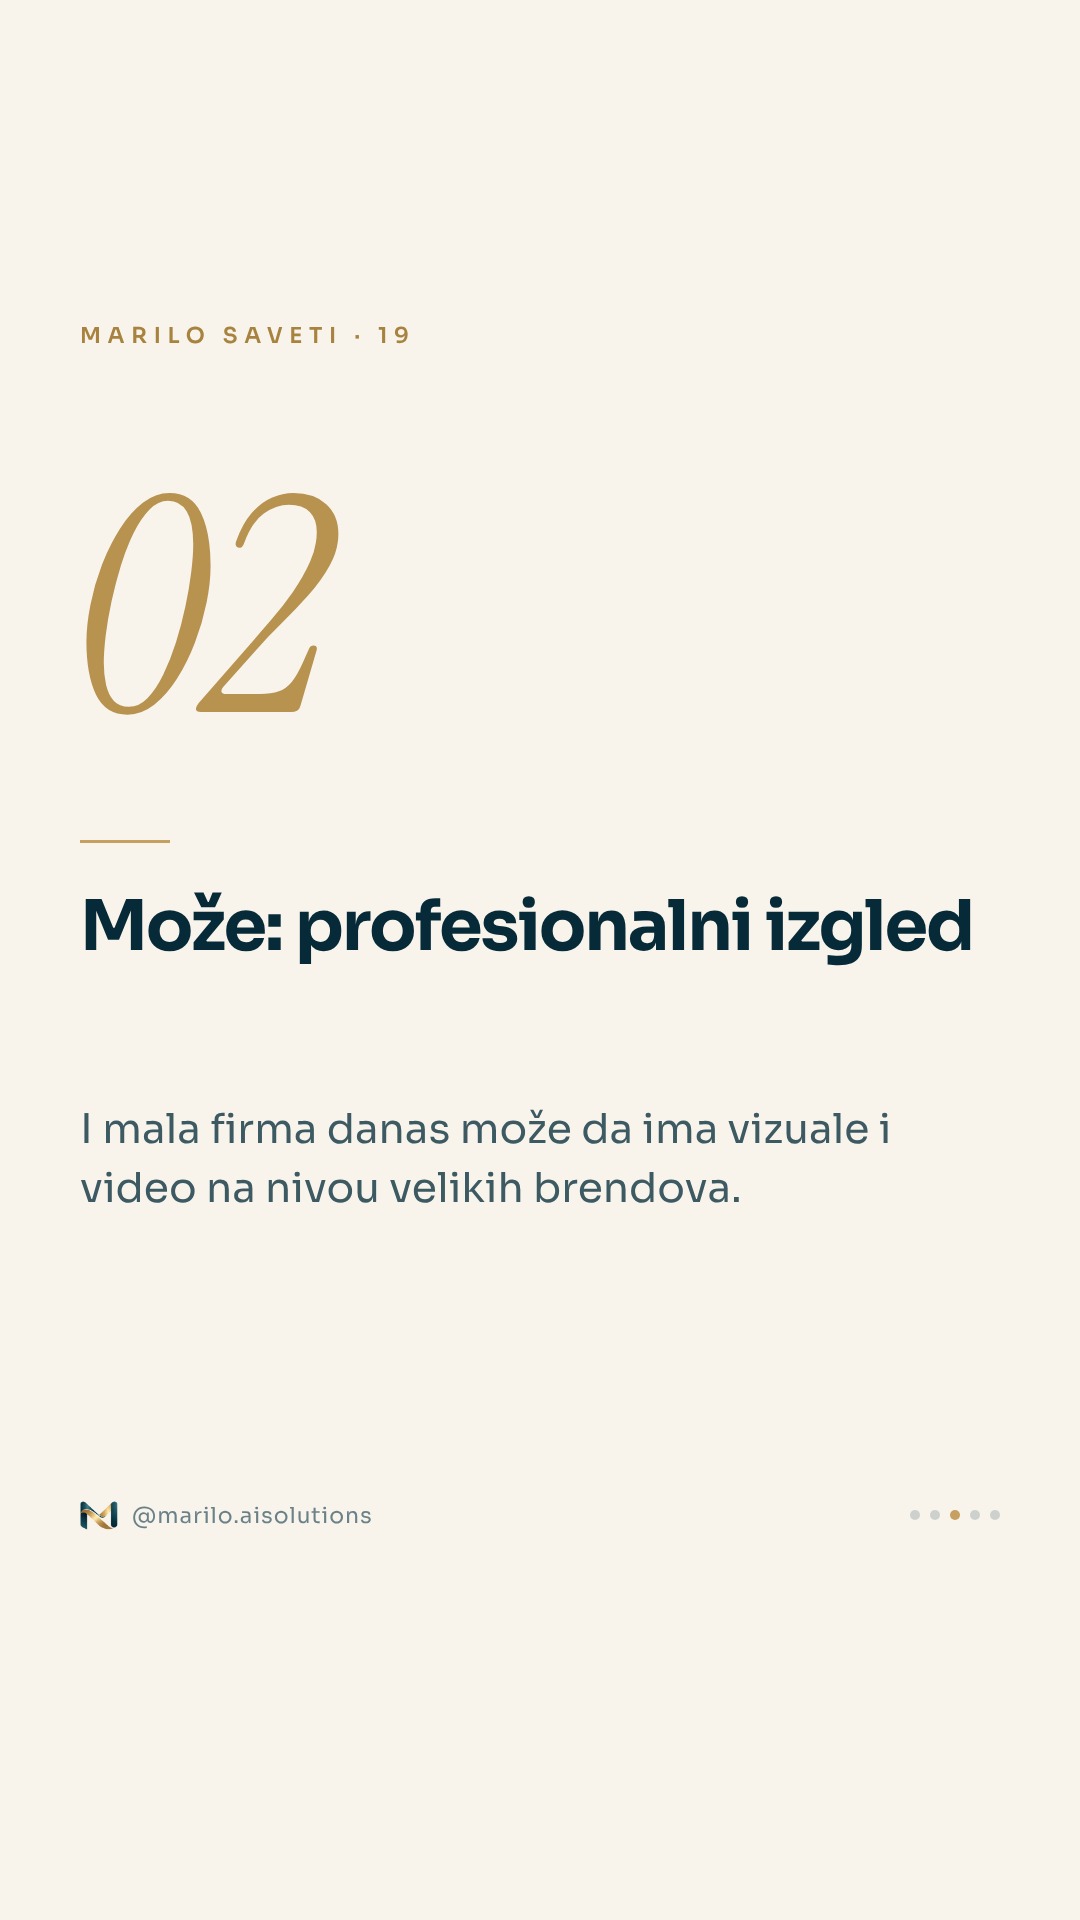 MARILO SAVETI · 19
02
Može: profesionalni izgled
I mala firma danas može da ima vizuale i
video na nivou velikih brendova.
@marilo.aisolutions